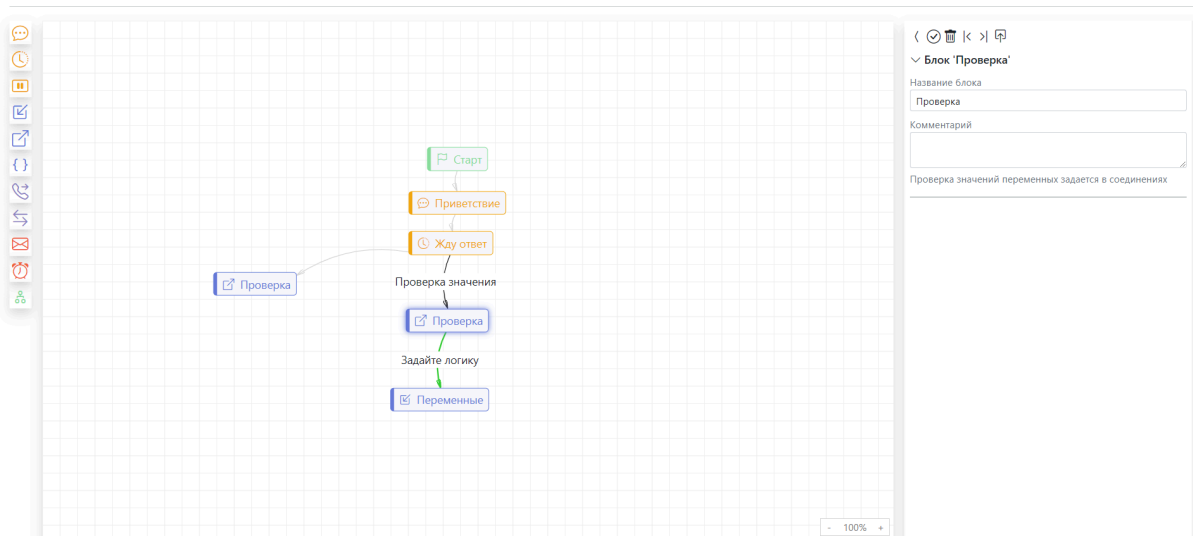 Старт
Приветствие
Жду ответ
Проверка
Проверка значения
Проверка
Задайте логику
Переменные
- 100% +
Блок 'Проверка'
Название блока
Проверка
Комментарий
Проверка значений переменных задается в соединениях